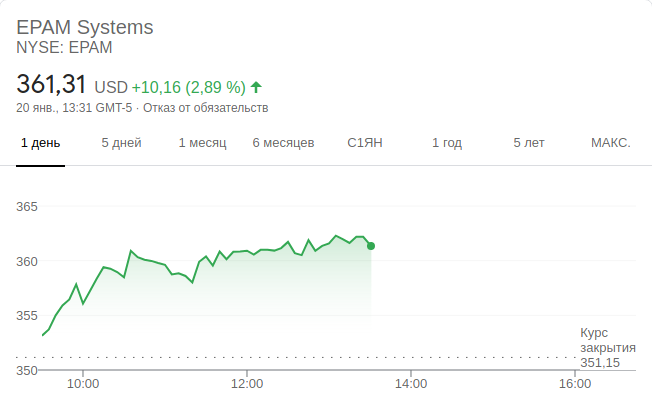 EPAM Systems
NYSE: EPAM
361,31 USD +10,16 (2,89 %)
20 янв., 13:31 GMT-5 · Отказ от обязательств
1 день 5 дней 1 месяц 6 месяцев С1ЯН 1 год 5 лет МАКС.
365
360
355
Курс
закрытия
351,15
350
10:00 12:00 14:00 16:00